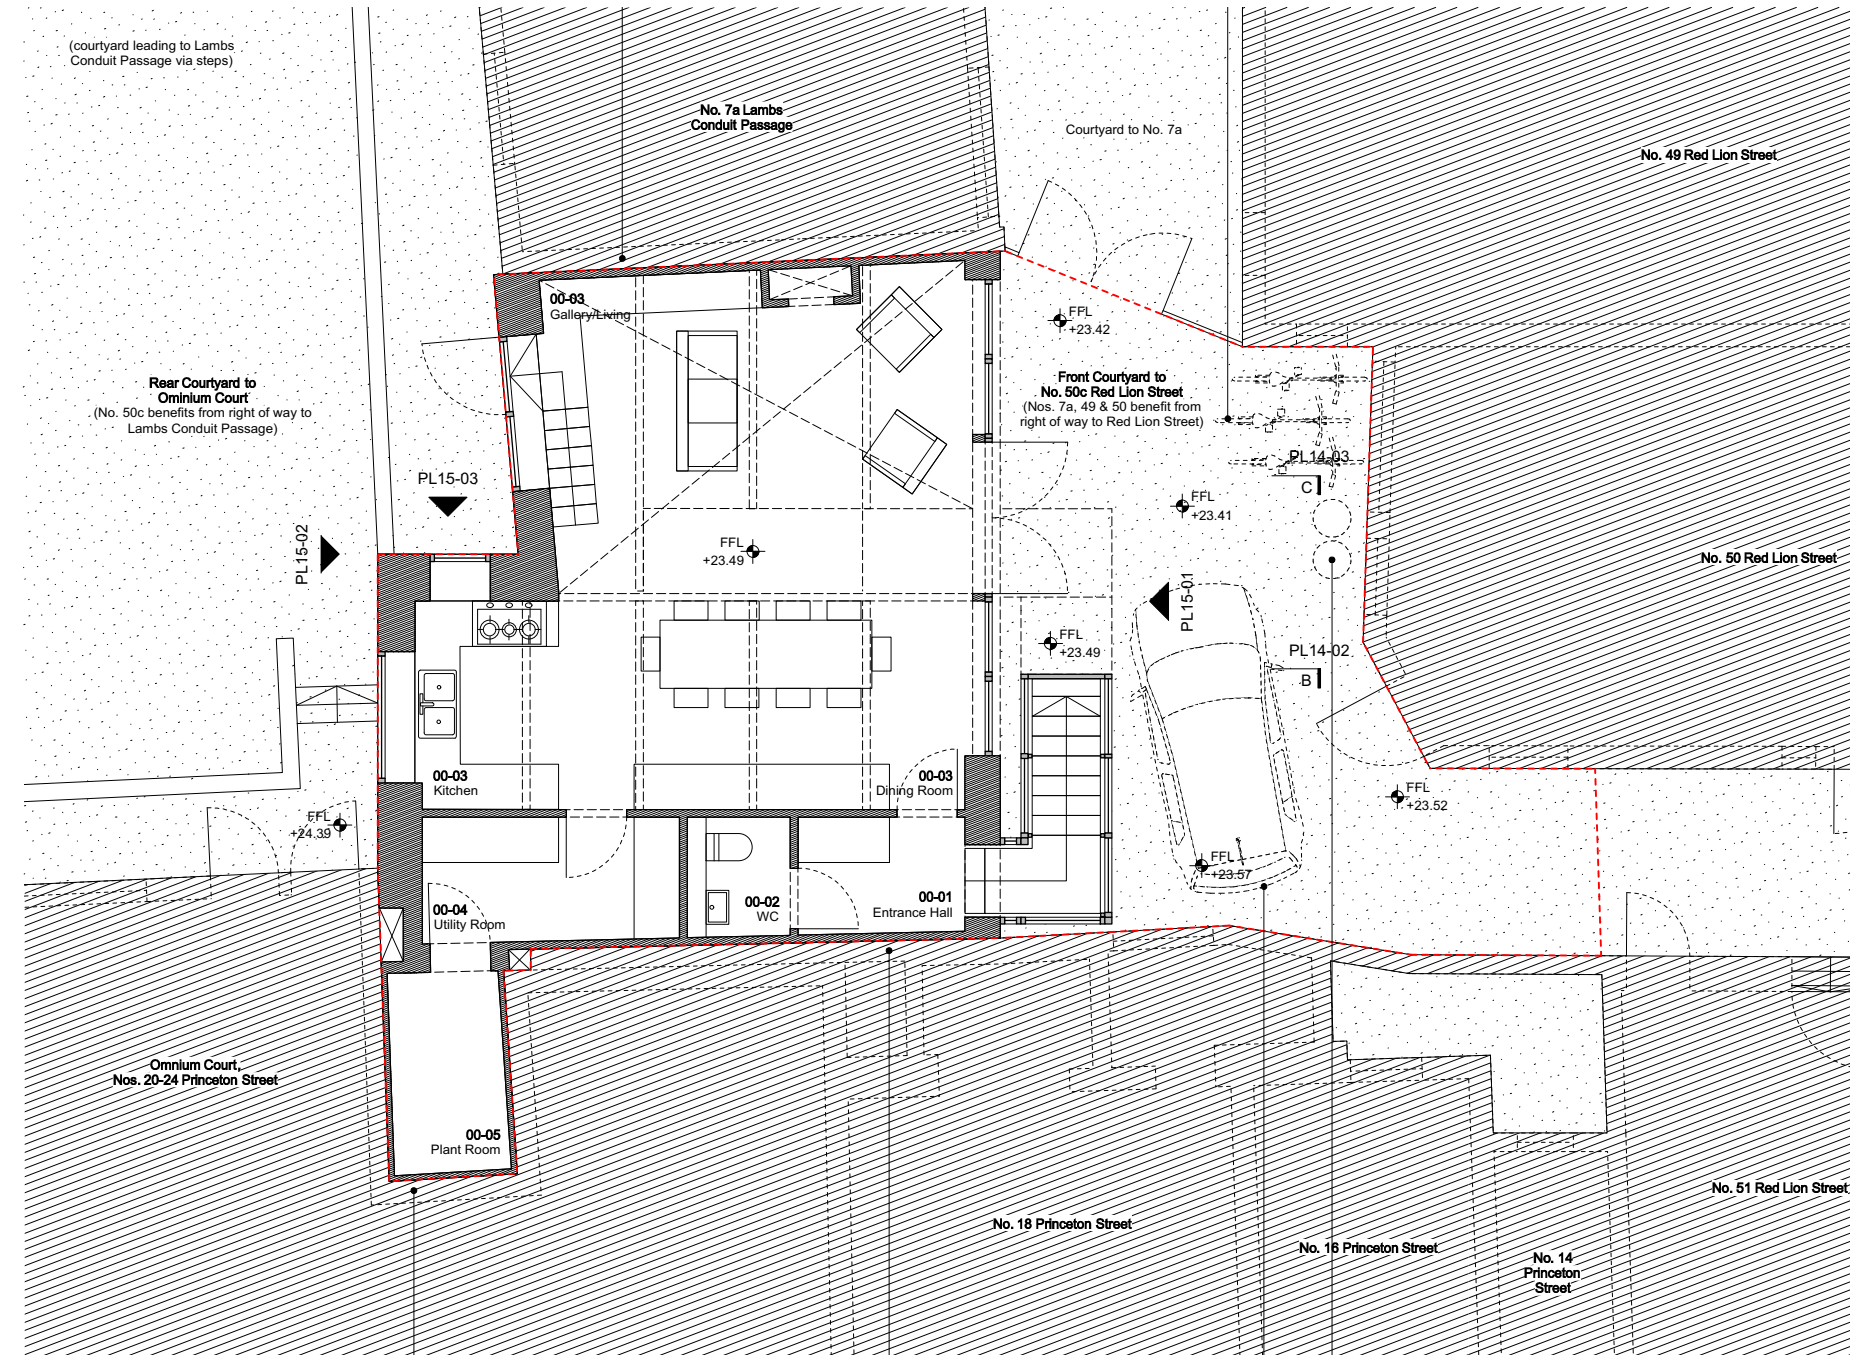 (courtyard leading to Lambs
Conduit Passage via steps)
No. 7a Lambs
Conduit Passage
Courtyard to No. 7a
No. 49 Red Lion Street
00-03
Gallery/Living
FFL
+23.42
Rear Courtyard to
Ominium Court
(No. 50c benefits from right of way to
Lambs Conduit Passage)
Front Courtyard to
No. 50c Red Lion Street
(Nos. 7a, 49 & 50 benefit from
right of way to Red Lion Street)
PL14-03
C
PL15-03
PL15-02
FFL
+23.41
FFL
+23.49
No. 50 Red Lion Street
PL15-01
FFL
+23.49
PL14-02
B
00-03
Kitchen
00-03
Dining Room
FFL
+23.52
FFL
+24.39
FFL
+23.57
00-04
Utility Room
00-02
WC
00-01
Entrance Hall
Omnium Court,
Nos. 20-24 Princeton Street
00-05
Plant Room
No. 51 Red Lion Street
No. 18 Princeton Street
No. 16 Princeton Street
No. 14
Princeton
Street